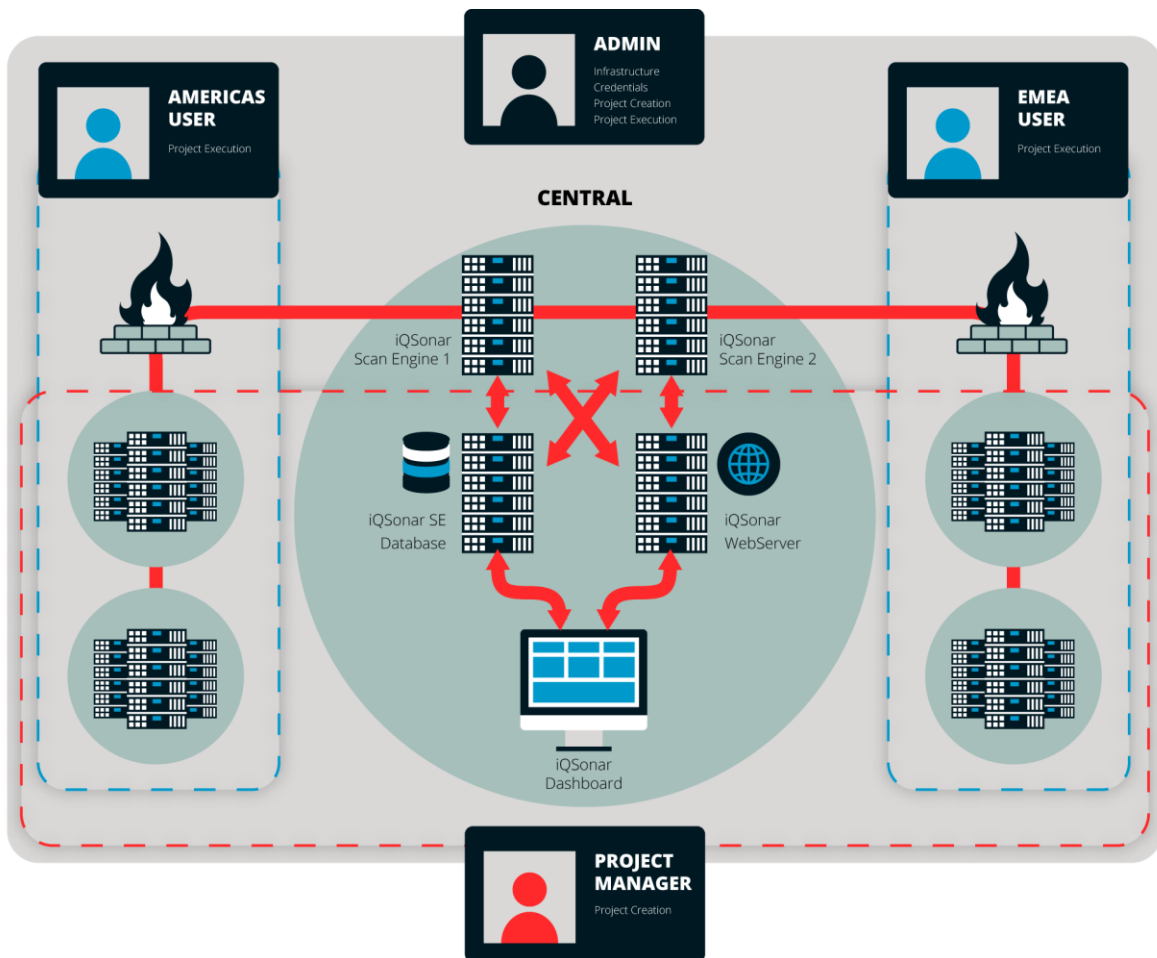 ADMIN
Infrastructure
Credentials
Project Creation
Project Execution
AMERICAS
USER
Project Execution
EMEA
USER
Project Execution
CENTRAL
iQSonar
Scan Engine 1
iQSonar
Scan Engine 2
iQSonar SE
Database
iQSonar
WebServer
iQSonar
Dashboard
PROJECT
MANAGER
Project Creation